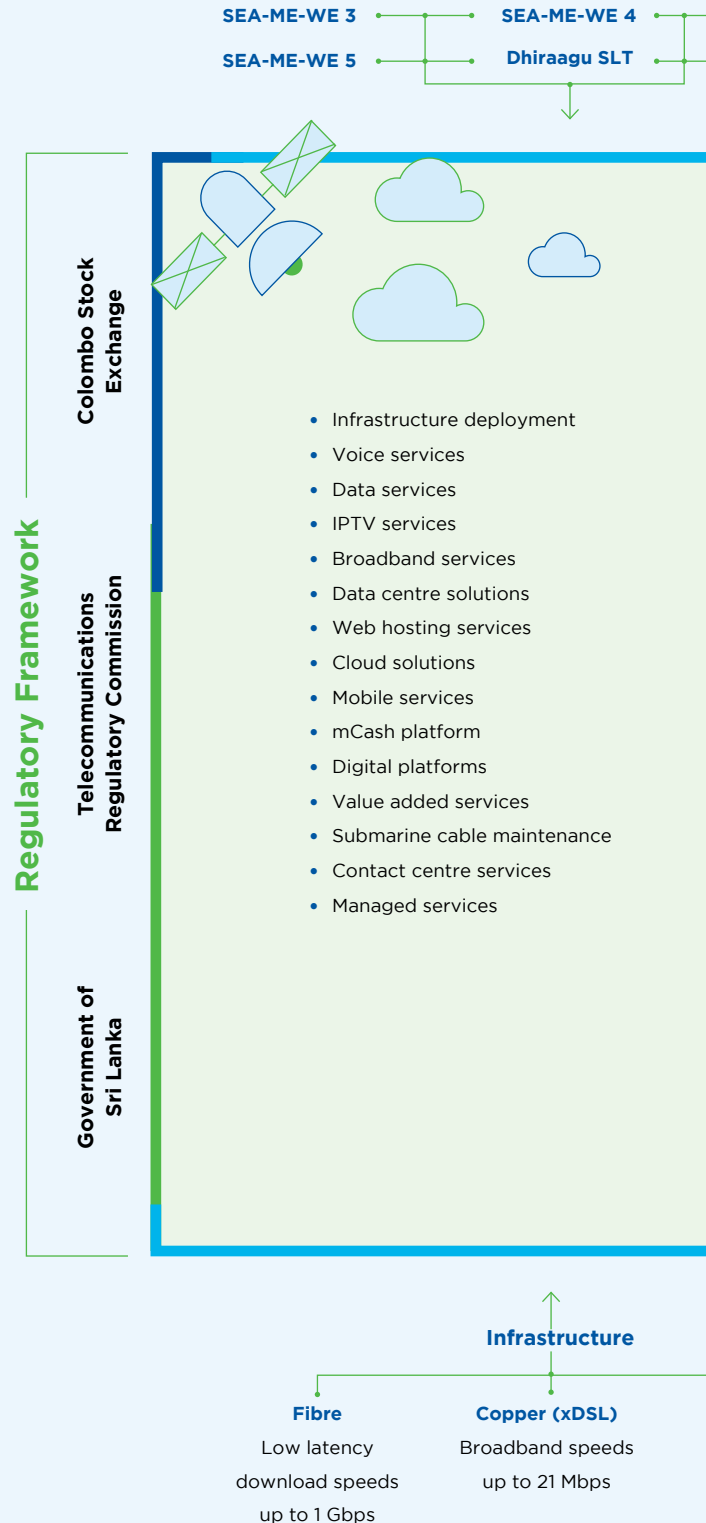 SEA-ME-WE 3
SEA-ME-WE 4
SEA-ME-WE 5
Dhiraagu SLT
Regulatory Framework
Colombo Stock
Exchange
Telecommunications
Regulatory Commission
Government of
Sri Lanka
• Infrastructure deployment
• Voice services
• Data services
• IPTV services
• Broadband services
• Data centre solutions
• Web hosting services
• Cloud solutions
• Mobile services
• mCash platform
• Digital platforms
• Value added services
• Submarine cable maintenance
• Contact centre services
• Managed services
Infrastructure
Fibre
Low latency
download speeds
up to 1 Gbps
Copper (xDSL)
Broadband speeds
up to 21 Mbps